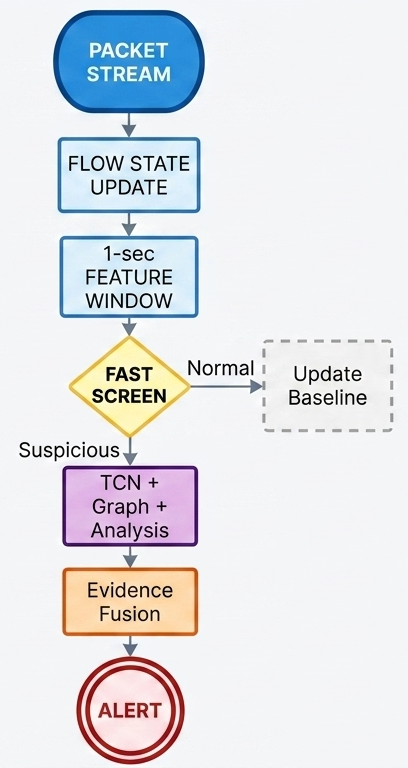 PACKET
STREAM
FLOW STATE
UPDATE
1-sec
FEATURE
WINDOW
FAST
SCREEN
Normal
Update
Baseline
Suspicious
TCN +
Graph +
Analysis
Evidence
Fusion
ALERT